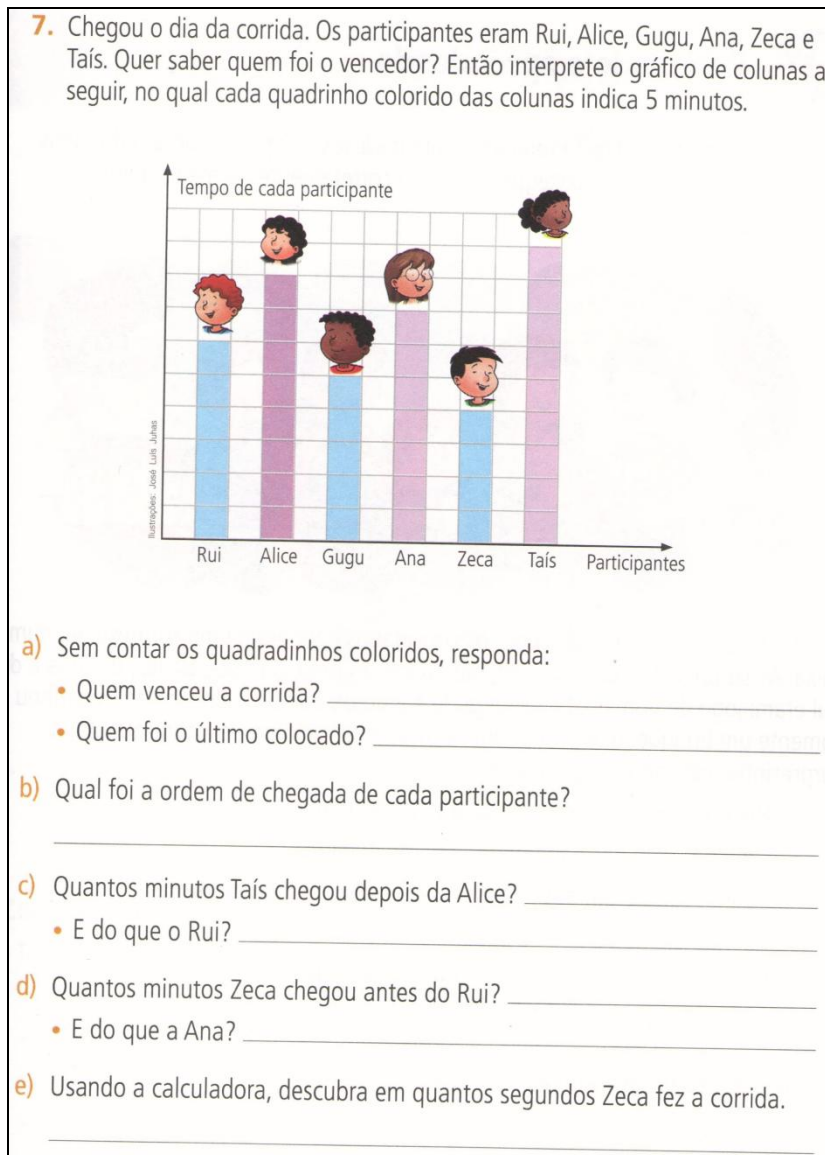 7. Chegou o dia da corrida. Os participantes eram Rui, Alice, Gugu, Ana, Zeca e
Taís. Quer saber quem foi o vencedor? Então interprete o gráfico de colunas a
seguir, no qual cada quadrinho colorido das colunas indica 5 minutos.
Tempo de cada participante
Ilustrações: José Luís Juhas
Rui Alice Gugu Ana Zeca Taís Participantes
a) Sem contar os quadradinhos coloridos, responda:
• Quem venceu a corrida?
• Quem foi o último colocado?
b) Qual foi a ordem de chegada de cada participante?
c) Quantos minutos Taís chegou depois da Alice?
• E do que o Rui?
d) Quantos minutos Zeca chegou antes do Rui?
• E do que a Ana?
e) Usando a calculadora, descubra em quantos segundos Zeca fez a corrida.